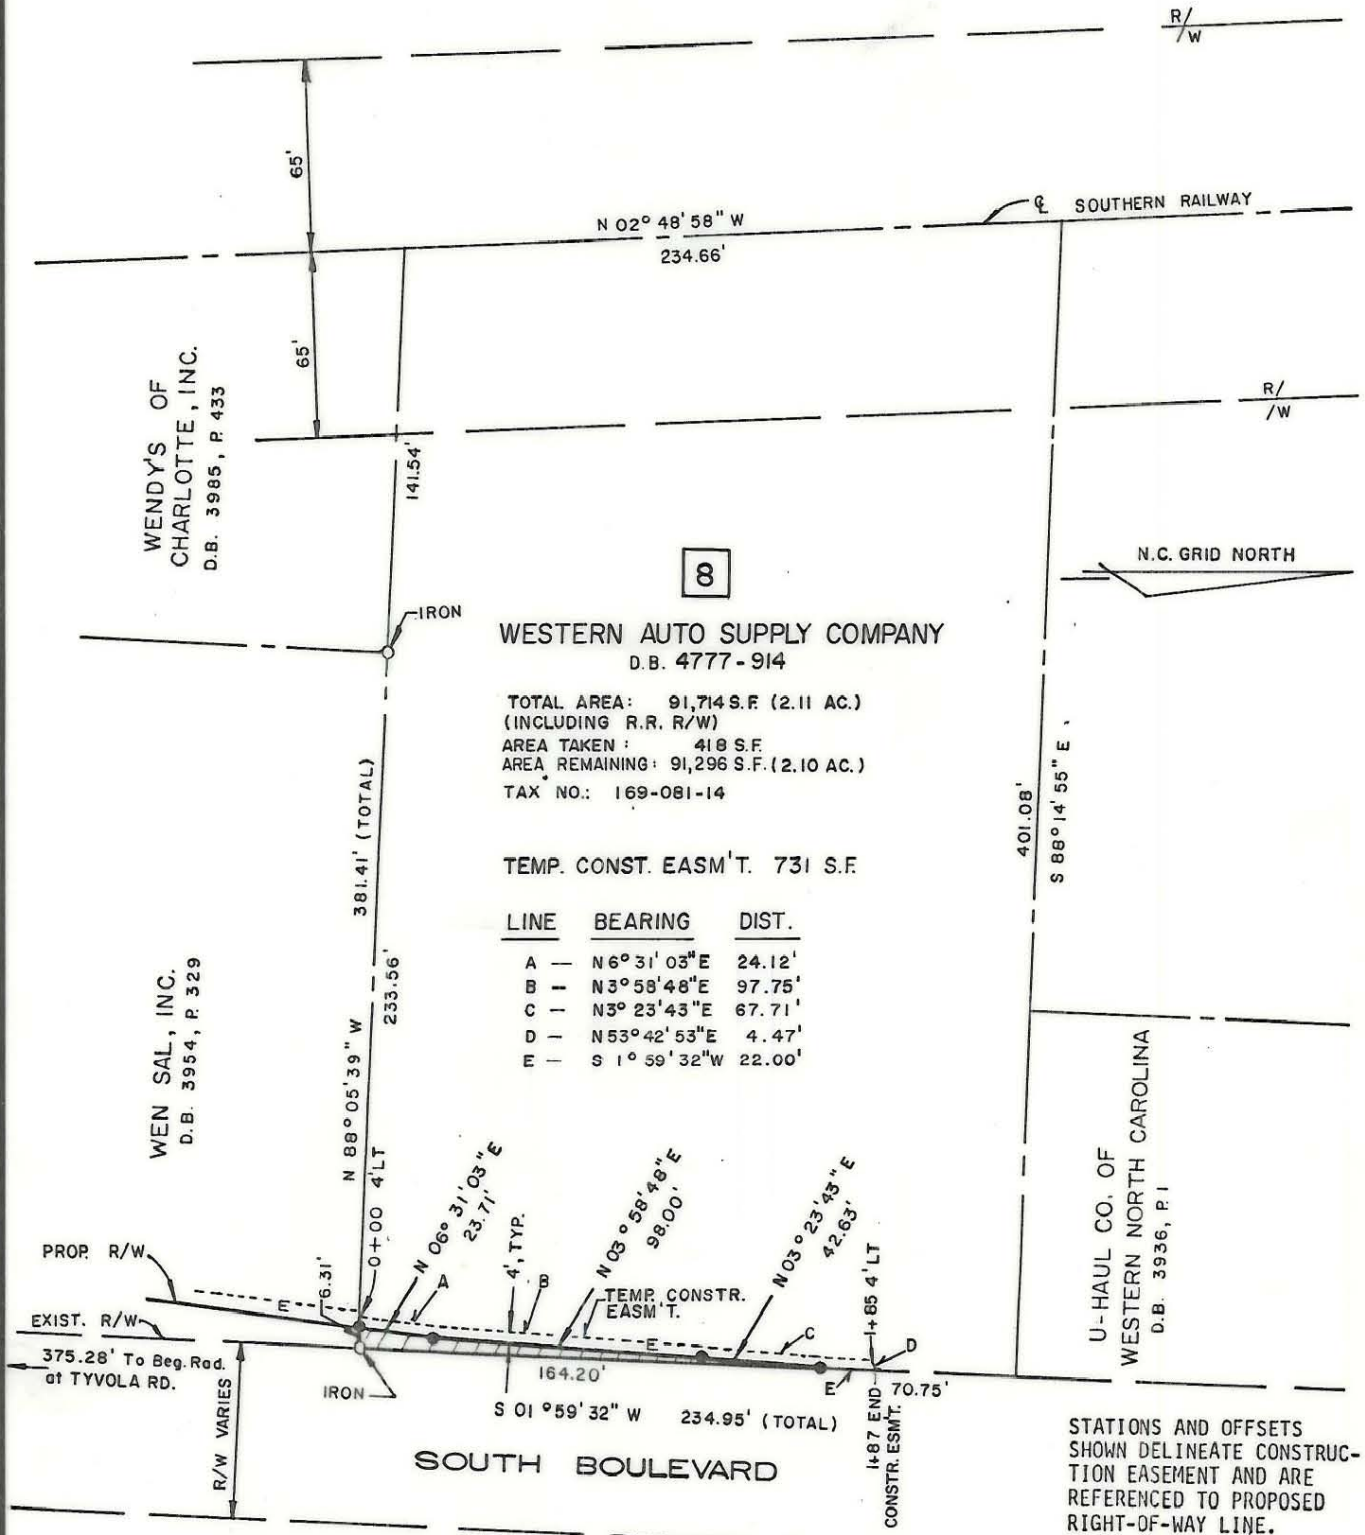 R/
W
65'
N 02° 48' 58" W
234.66'
℄ SOUTHERN RAILWAY
65'
R/
/W
WENDY'S OF
CHARLOTTE, INC.
D.B. 3985, P. 433
141.54'
N.C. GRID NORTH
IRON
8
WESTERN AUTO SUPPLY COMPANY
D.B. 4777-914
TOTAL AREA: 91,714 S.F. (2.11 AC.)
(INCLUDING R.R. R/W)
AREA TAKEN: 418 S.F.
AREA REMAINING: 91,296 S.F. (2.10 AC.)
TAX NO.: 169-081-14
TEMP. CONST. EASM'T. 731 S.F.
LINE BEARING DIST.
A — N 6° 31' 03" E 24.12'
B — N 3° 58' 48" E 97.75'
C — N 3° 23' 43" E 67.71'
D — N 53° 42' 53" E 4.47'
E — S 1° 59' 32" W 22.00'
381.41' (TOTAL)
N 88° 05' 39" W
233.56'
401.08'
S 88° 14' 55" E
WEN SAL, INC.
D.B. 3954, P. 329
U-HAUL CO. OF
WESTERN NORTH CAROLINA
D.B. 3936, P. 1
PROP. R/W
EXIST. R/W
375.28' To Beg. Rad.
at TYVOLA RD.
R/W VARIES
E
6.31'
0+00 4' LT
N 06° 31' 03" E
23.71'
A
4', TYP.
B
N 03° 58' 48" E
98.00'
TEMP. CONSTR.
EASM'T.
E
N 03° 23' 43" E
42.63'
C
1+85 4' LT
D
E
70.75'
1+87 END
CONSTR. ESM'T.
IRON
164.20'
S 01° 59' 32" W 234.95' (TOTAL)
SOUTH BOULEVARD
STATIONS AND OFFSETS
SHOWN DELINEATE CONSTRUC-
TION EASEMENT AND ARE
REFERENCED TO PROPOSED
RIGHT-OF-WAY LINE.